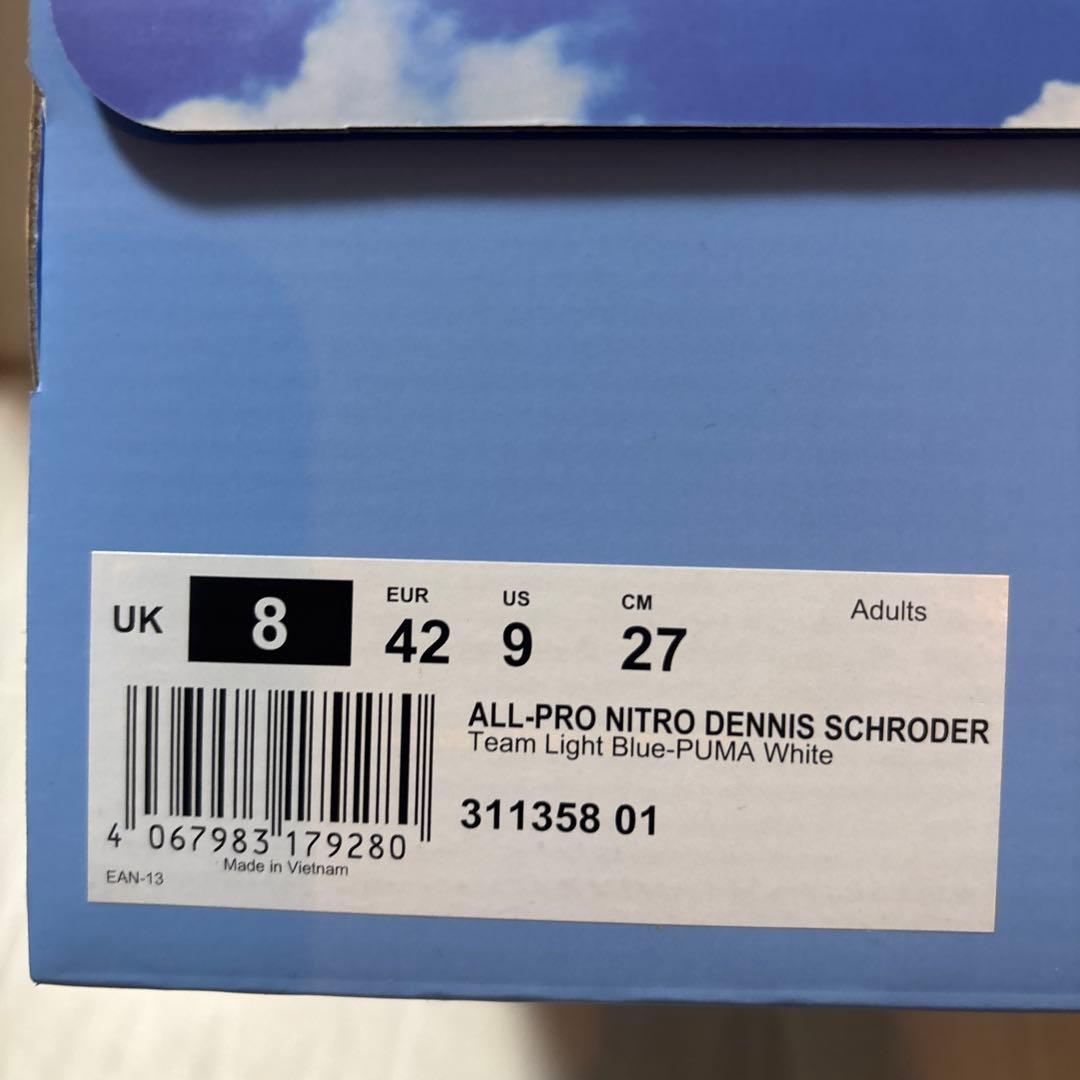 UK 8 EUR 42 US 9 CM 27 Adults
ALL-PRO NITRO DENNIS SCHRODER
Team Light Blue-PUMA White
311358 01
4 067983 179280
Made in Vietnam
EAN-13